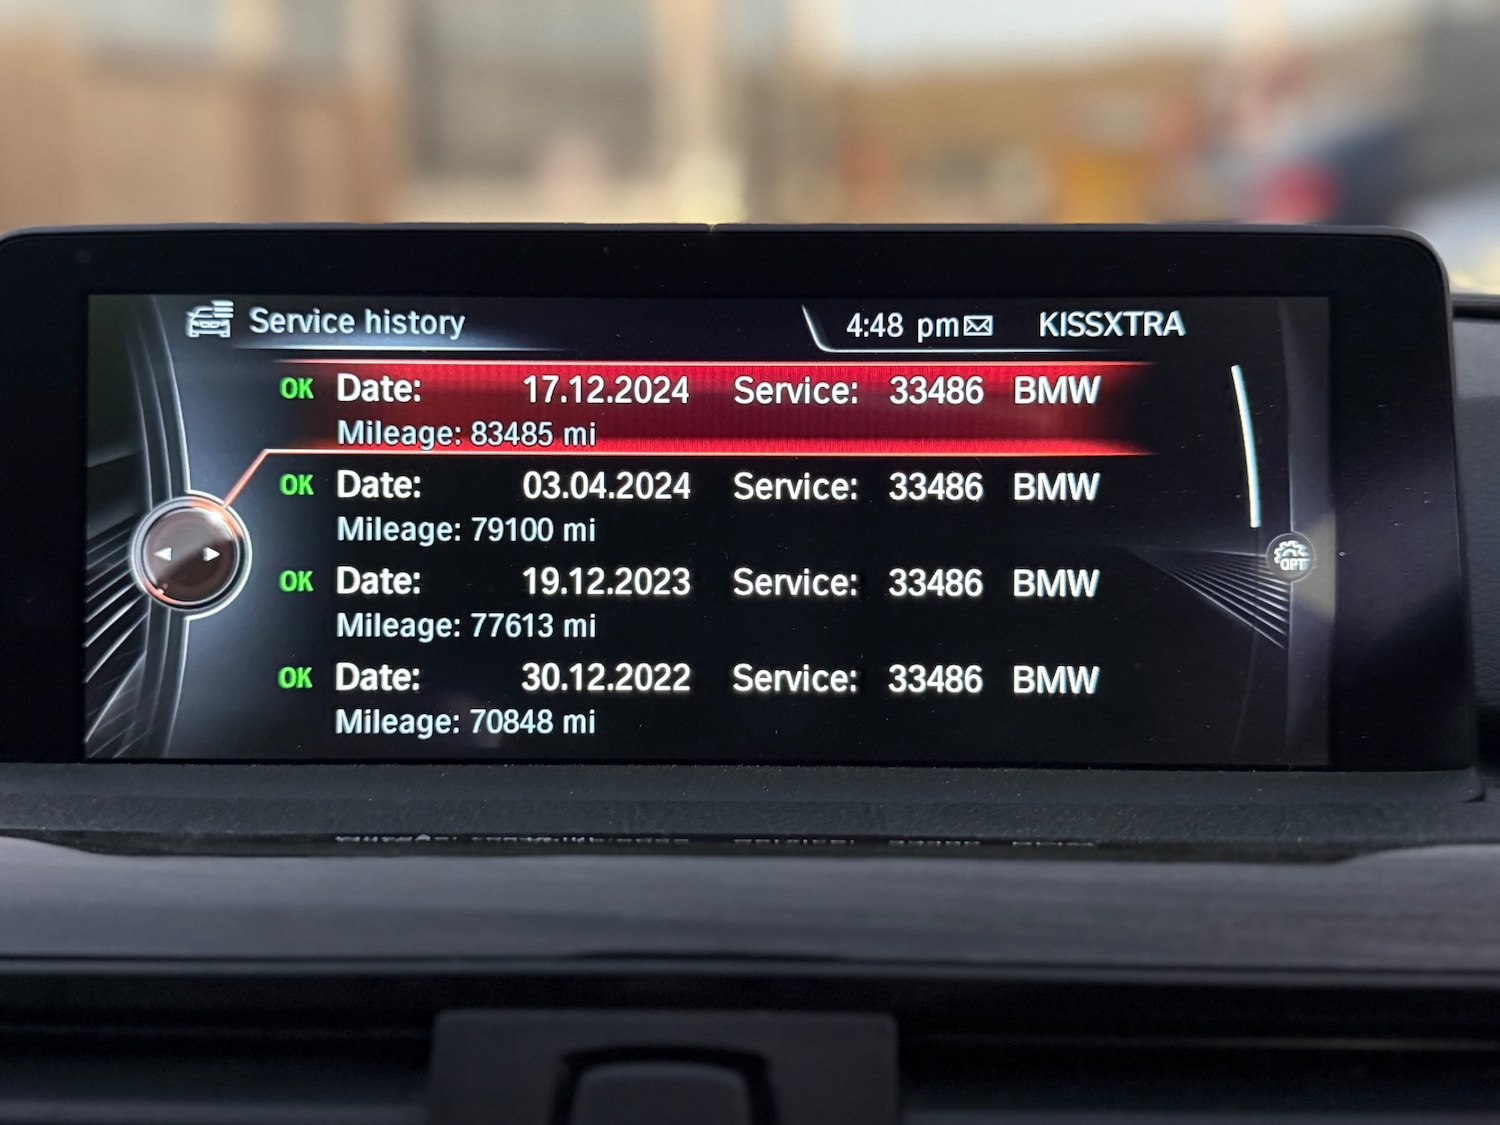 Service history 4:48 pm KISSXTRA
OK Date: 17.12.2024 Service: 33486 BMW
Mileage: 83485 mi
OK Date: 03.04.2024 Service: 33486 BMW
Mileage: 79100 mi
OK Date: 19.12.2023 Service: 33486 BMW
Mileage: 77613 mi
OK Date: 30.12.2022 Service: 33486 BMW
Mileage: 70848 mi
OPT